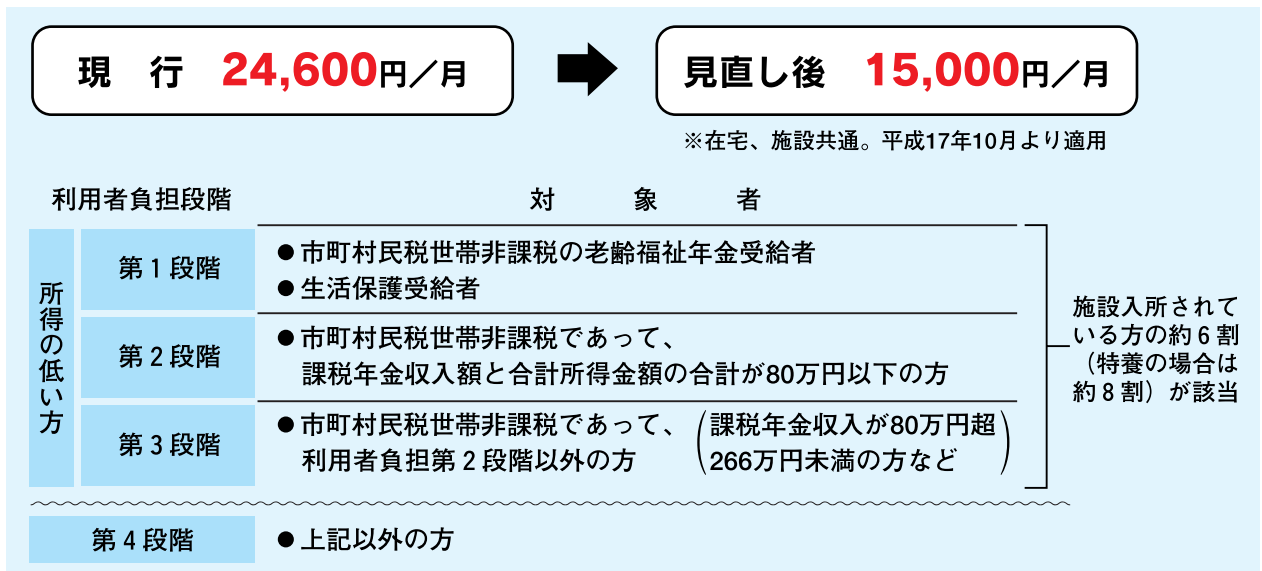 現　行　24,600円／月
見直し後　15,000円／月
※在宅、施設共通。平成17年10月より適用
利用者負担段階
対　象　者
所得の低い方
第１段階
●市町村民税世帯非課税の老齢福祉年金受給者
●生活保護受給者
第２段階
●市町村民税世帯非課税であって、
課税年金収入額と合計所得金額の合計が80万円以下の方
第３段階
●市町村民税世帯非課税であって、
利用者負担第２段階以外の方
（課税年金収入が80万円超
266万円未満の方など）
施設入所されて
いる方の約６割
（特養の場合は
約８割）が該当
第４段階
●上記以外の方